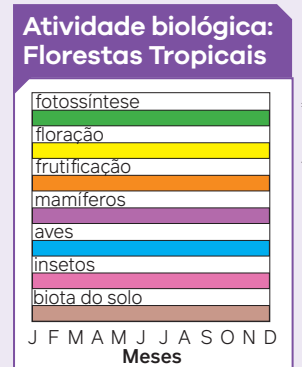 Atividade biológica:
Florestas Tropicais
fotossíntese
floração
frutificação
mamíferos
aves
insetos
biota do solo
J F M A M J J A S O N D
Meses